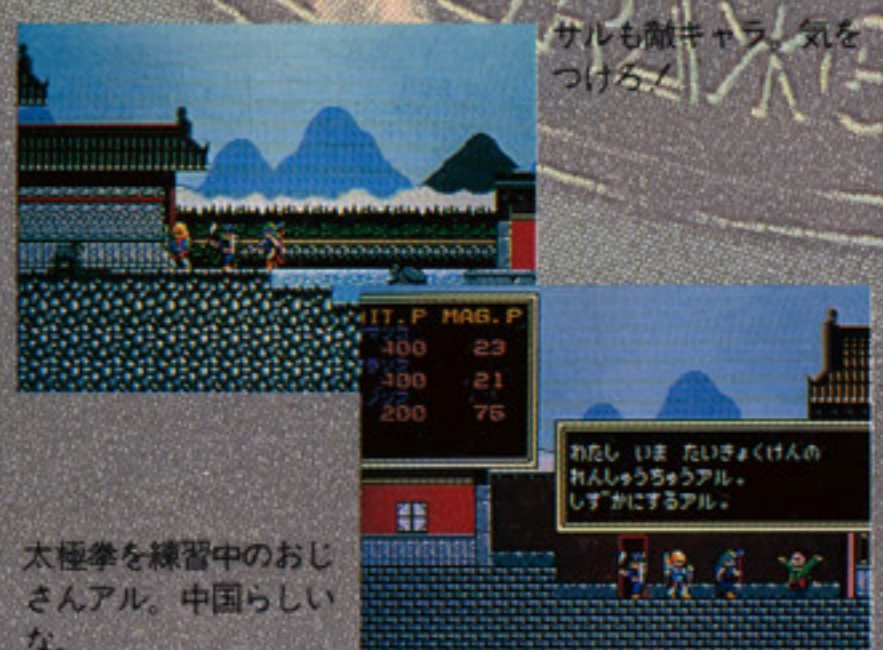 サルも敵キャラ。気を
つけろ！
IT.P MAG.P
400 23
400 21
200 75
わたし いま たいきょくけんの
れんしゅうちゅうアル。
しずかにするアル。
太極拳を練習中のおじ
さんアル。中国らしい
な。